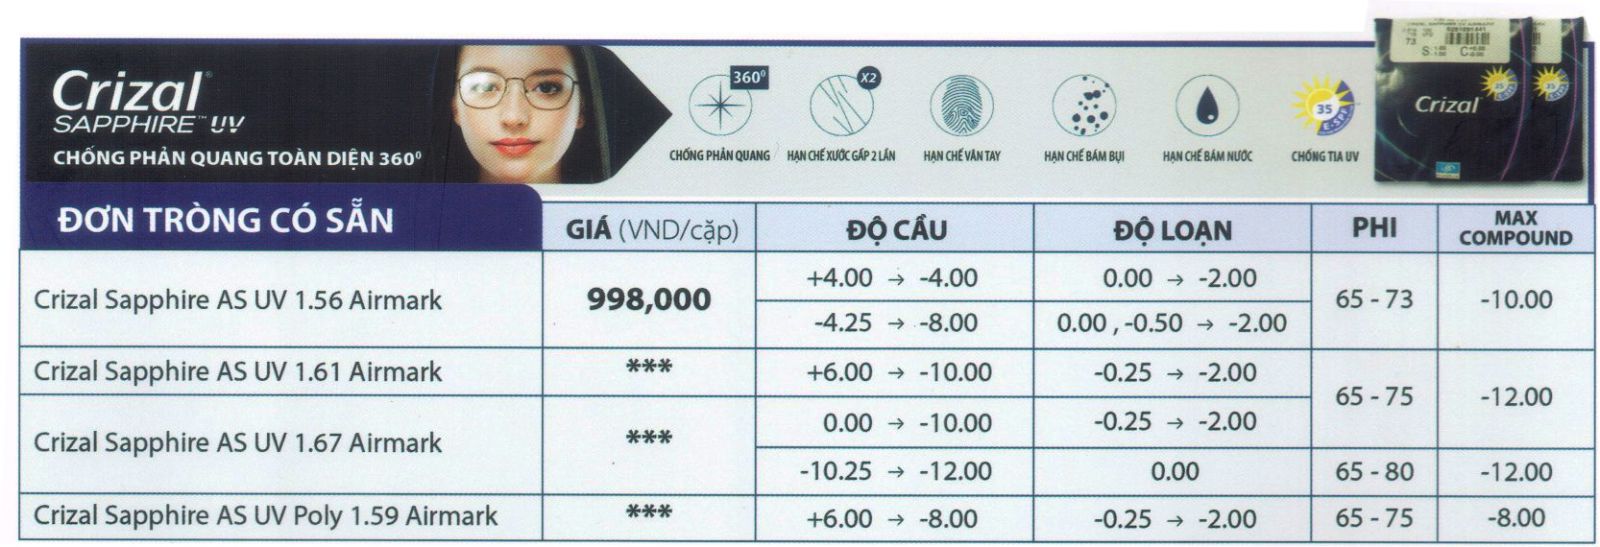 Crizal®
SAPPHIRE™ UV
CHỐNG PHẢN QUANG TOÀN DIỆN 360⁰
360⁰
CHỐNG PHẢN QUANG
X2
HẠN CHẾ XƯỚC GẤP 2 LẦN
HẠN CHẾ VÂN TAY
HẠN CHẾ BÁM BỤI
HẠN CHẾ BÁM NƯỚC
35
E-SPF
CHỐNG TIA UV
73
Crizal
ĐƠN TRÒNG CÓ SẴN
GIÁ (VND/cặp)
ĐỘ CẦU
ĐỘ LOẠN
PHI
MAX
COMPOUND
Crizal Sapphire AS UV 1.56 Airmark
998,000
+4.00 → -4.00
0.00 → -2.00
65 - 73
-10.00
-4.25 → -8.00
0.00 , -0.50 → -2.00
Crizal Sapphire AS UV 1.61 Airmark
***
+6.00 → -10.00
-0.25 → -2.00
65 - 75
-12.00
Crizal Sapphire AS UV 1.67 Airmark
***
0.00 → -10.00
-0.25 → -2.00
-10.25 → -12.00
0.00
65 - 80
-12.00
Crizal Sapphire AS UV Poly 1.59 Airmark
***
+6.00 → -8.00
-0.25 → -2.00
65 - 75
-8.00